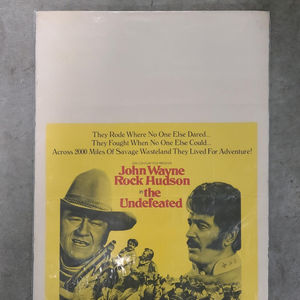 They Rode Where No One Else Dared...
They Fought When No One Else Could...
Across 2000 Miles Of Savage Wasteland They Lived For Adventure!
John Wayne
Rock Hudson
in the
Undefeated